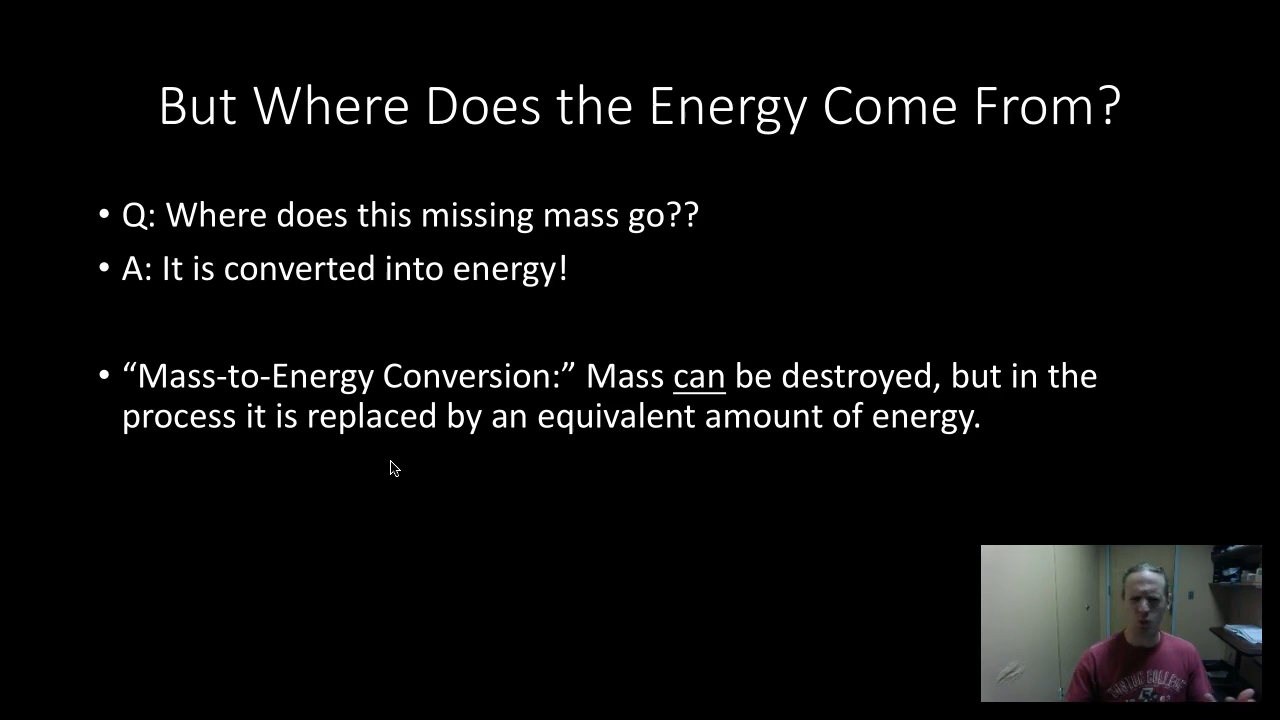 But Where Does the Energy Come From?
• Q: Where does this missing mass go??
• A: It is converted into energy!
• “Mass-to-Energy Conversion:” Mass can be destroyed, but in the
process it is replaced by an equivalent amount of energy.
BOSTON COLLEGE